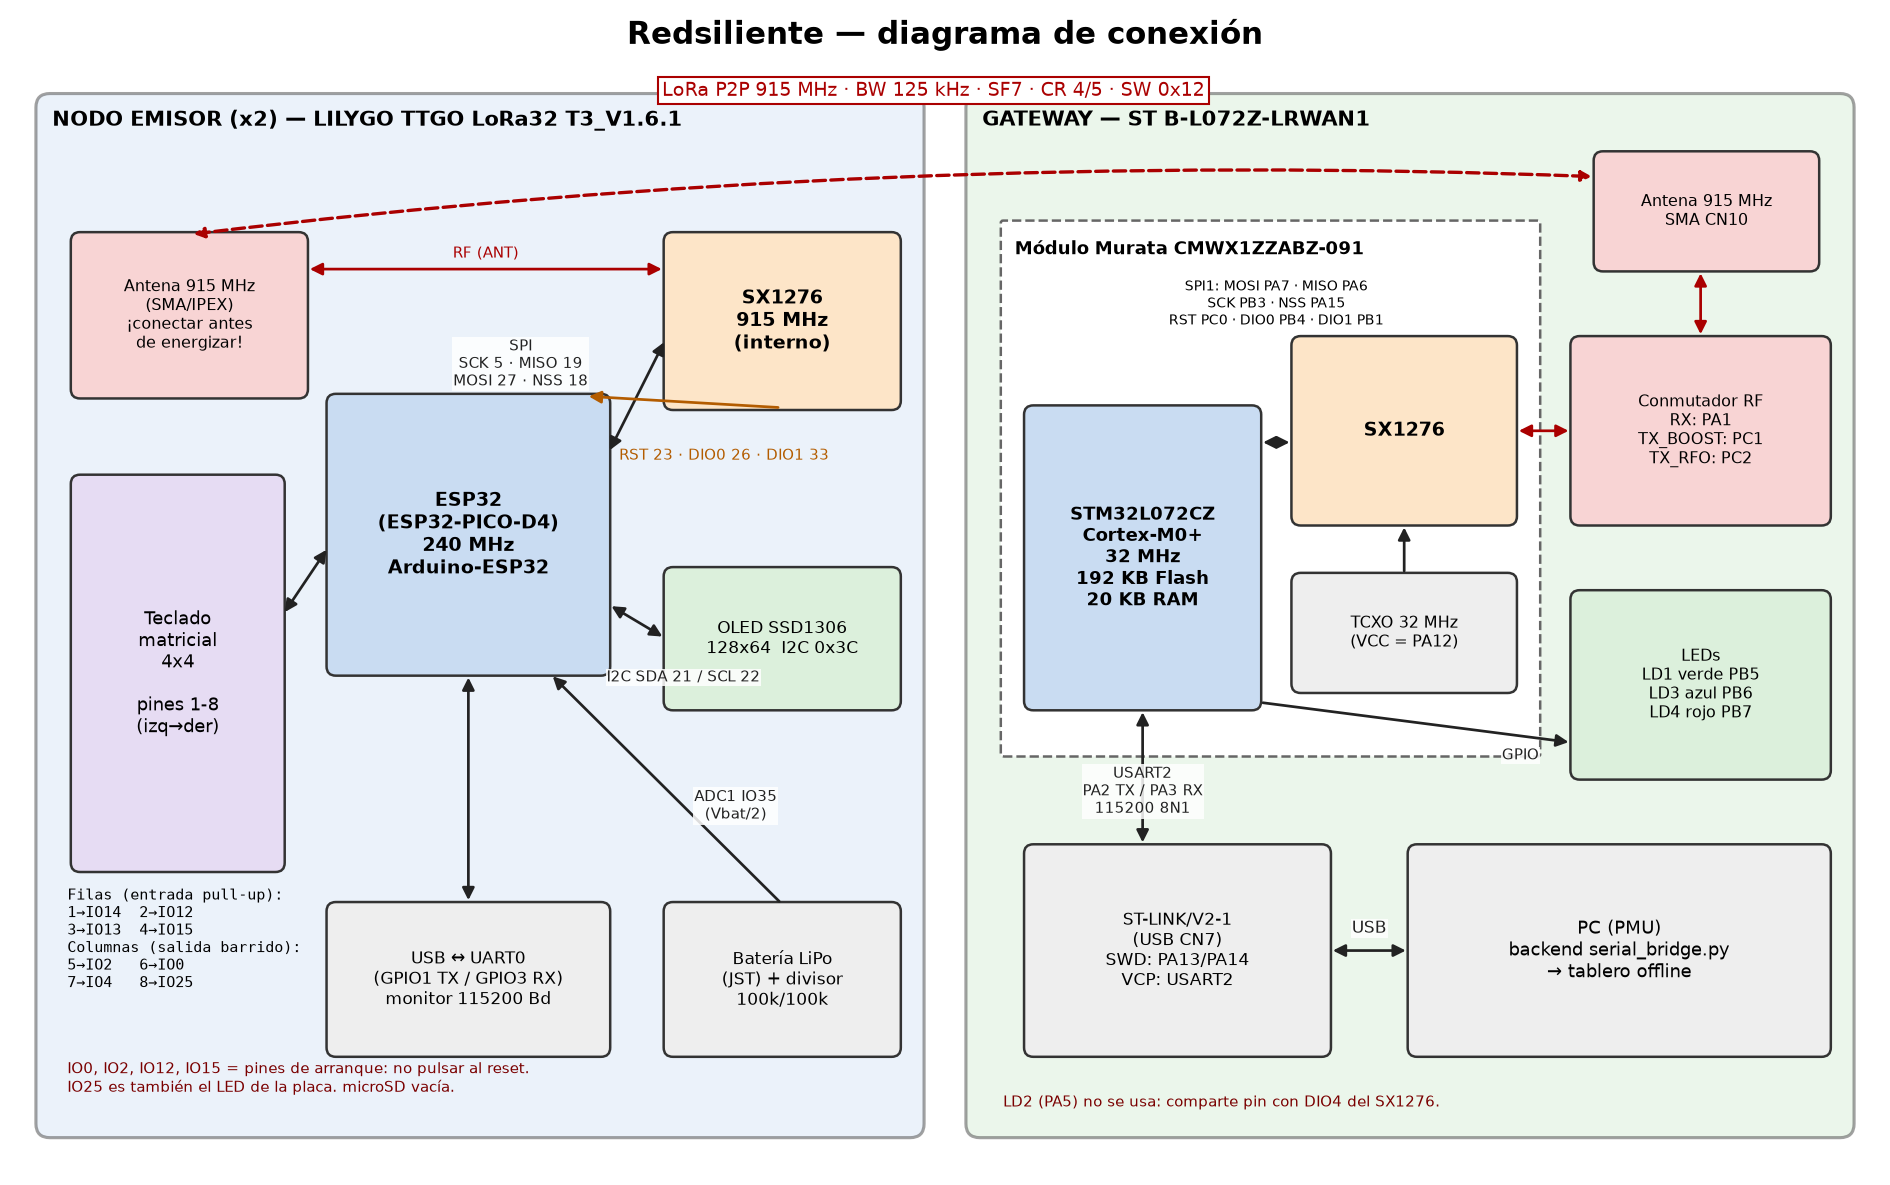 Redsiliente — diagrama de conexión
LoRa P2P 915 MHz · BW 125 kHz · SF7 · CR 4/5 · SW 0x12
NODO EMISOR (x2) — LILYGO TTGO LoRa32 T3_V1.6.1
Antena 915 MHz
(SMA/IPEX)
¡conectar antes
de energizar!
RF (ANT)
SX1276
915 MHz
(interno)
SPI
SCK 5 · MISO 19
MOSI 27 · NSS 18
RST 23 · DIO0 26 · DIO1 33
ESP32
(ESP32-PICO-D4)
240 MHz
Arduino-ESP32
Teclado
matricial
4x4
pines 1-8
(izq→der)
OLED SSD1306
128x64  I2C 0x3C
I2C SDA 21 / SCL 22
ADC1 IO35
(Vbat/2)
Filas (entrada pull-up):
1→IO14  2→IO12
3→IO13  4→IO15
Columnas (salida barrido):
5→IO2   6→IO0
7→IO4   8→IO25
USB ↔ UART0
(GPIO1 TX / GPIO3 RX)
monitor 115200 Bd
Batería LiPo
(JST) + divisor
100k/100k
IO0, IO2, IO12, IO15 = pines de arranque: no pulsar al reset.
IO25 es también el LED de la placa. microSD vacía.
GATEWAY — ST B-L072Z-LRWAN1
Antena 915 MHz
SMA CN10
Módulo Murata CMWX1ZZABZ-091
SPI1: MOSI PA7 · MISO PA6
SCK PB3 · NSS PA15
RST PC0 · DIO0 PB4 · DIO1 PB1
SX1276
Conmutador RF
RX: PA1
TX_BOOST: PC1
TX_RFO: PC2
STM32L072CZ
Cortex-M0+
32 MHz
192 KB Flash
20 KB RAM
TCXO 32 MHz
(VCC = PA12)
LEDs
LD1 verde PB5
LD3 azul PB6
LD4 rojo PB7
GPIO
USART2
PA2 TX / PA3 RX
115200 8N1
ST-LINK/V2-1
(USB CN7)
SWD: PA13/PA14
VCP: USART2
USB
PC (PMU)
backend serial_bridge.py
→ tablero offline
LD2 (PA5) no se usa: comparte pin con DIO4 del SX1276.